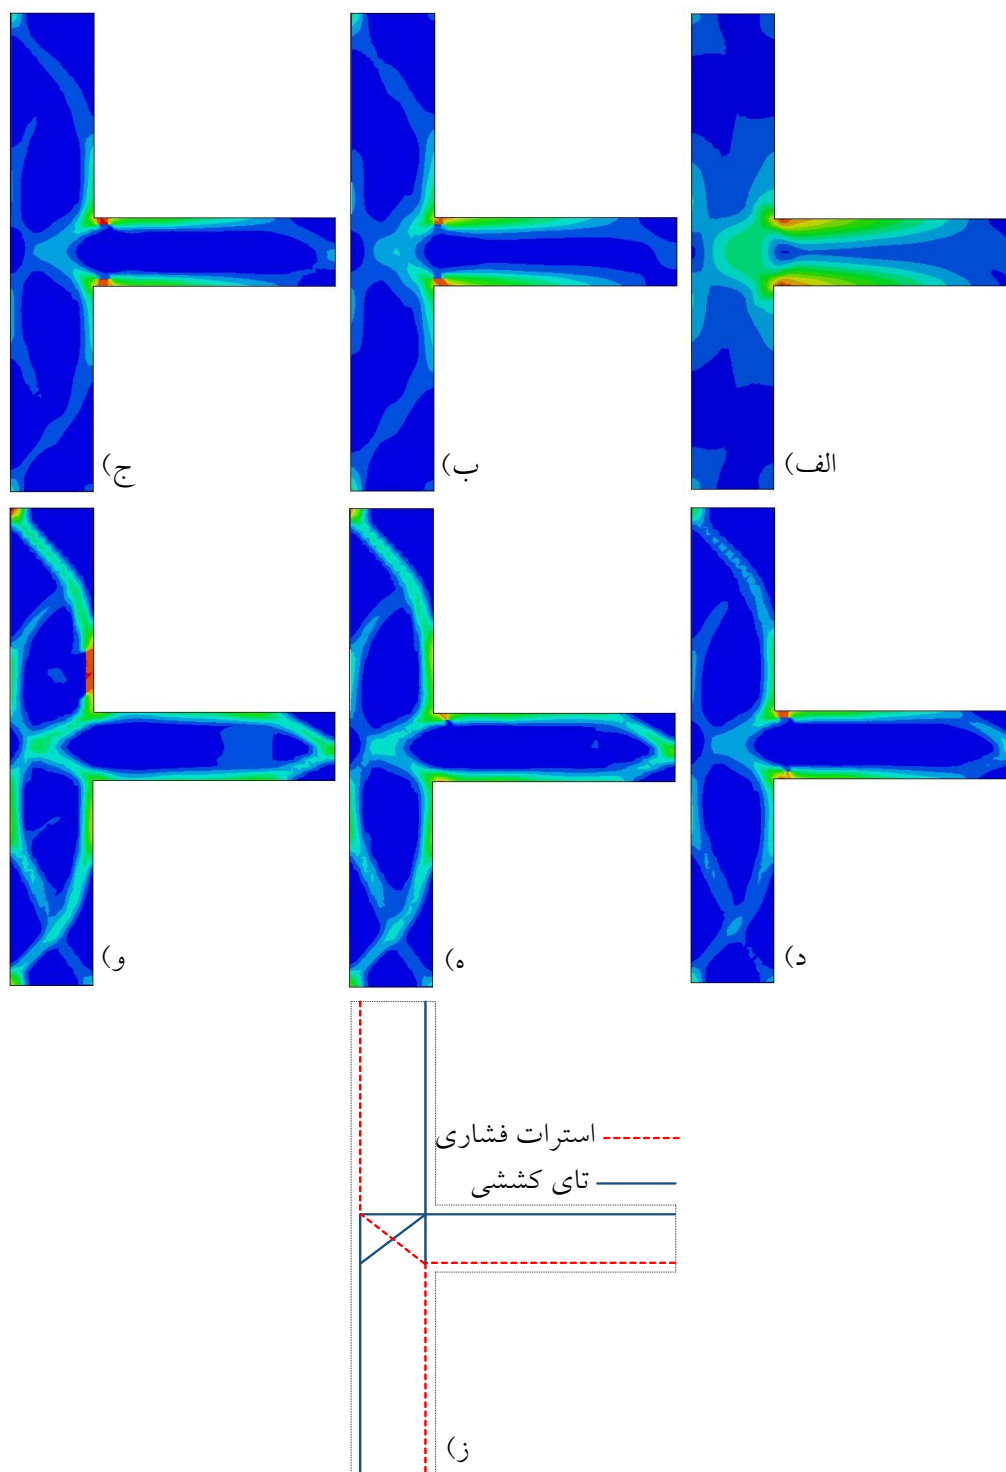 الف)
ب)
ج)
د)
ه)
و)
استرات فشاری
تای کششی
ز)